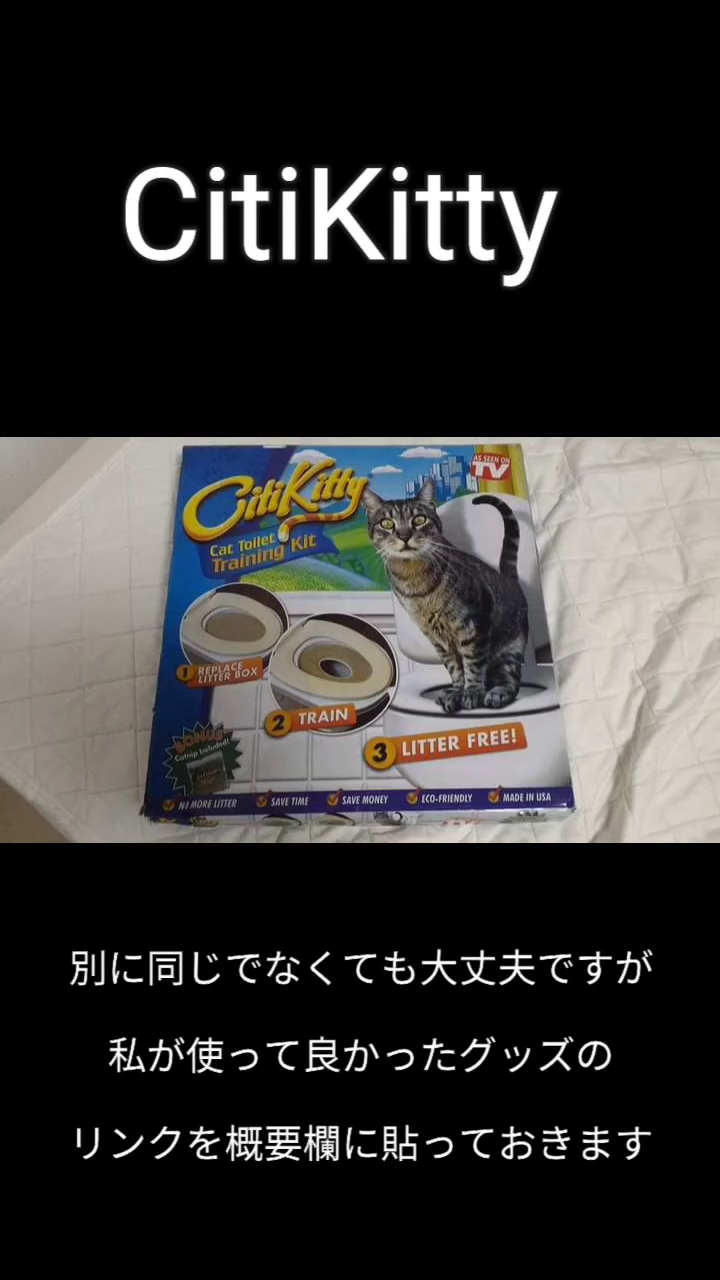 CitiKitty
AS SEEN ON
TV
CitiKitty
Cat Toilet
Training Kit
1 REPLACE
LITTER BOX
2 TRAIN
3 LITTER FREE!
BONUS
Catnip Included!
NO MORE LITTER SAVE TIME SAVE MONEY ECO-FRIENDLY MADE IN USA
別に同じでなくても大丈夫ですが
私が使って良かったグッズの
リンクを概要欄に貼っておきます